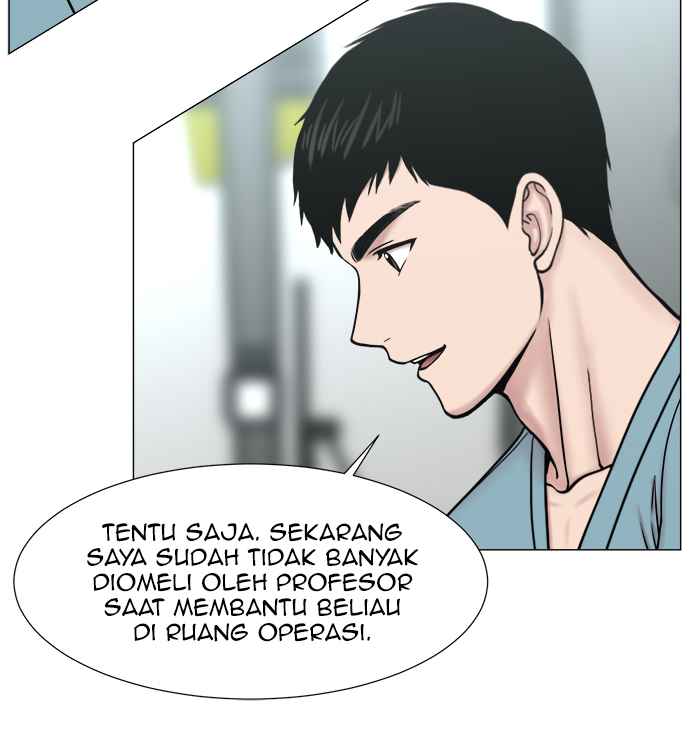 TENTU SAJA. SEKARANG
SAYA SUDAH TIDAK BANYAK
DIOMELI OLEH PROFESOR
SAAT MEMBANTU BELIAU
DI RUANG OPERASI.